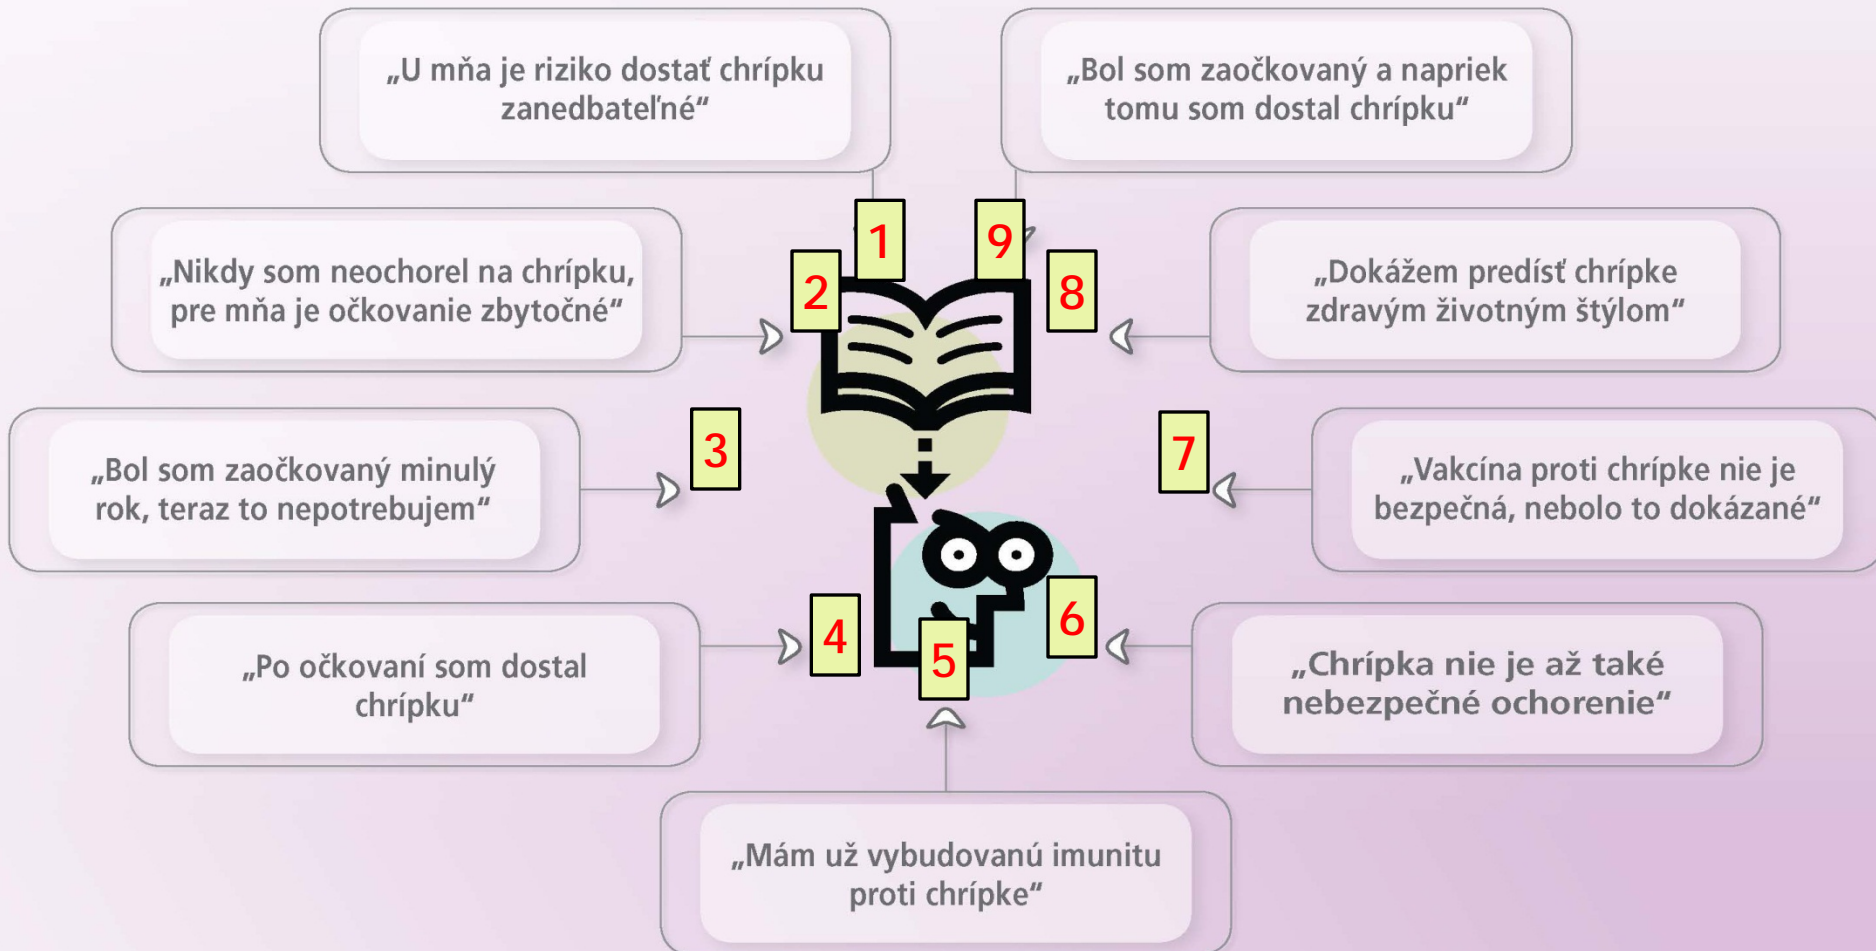 „U mňa je riziko dostať chrípku
zanedbateľné“
„Bol som zaočkovaný a napriek
tomu som dostal chrípku“
1
9
„Nikdy som neochorel na chrípku,
pre mňa je očkovanie zbytočné“
2
8
„Dokážem predísť chrípke
zdravým životným štýlom“
„Bol som zaočkovaný minulý
rok, teraz to nepotrebujem“
3
7
„Vakcína proti chrípke nie je
bezpečná, nebolo to dokázané“
„Po očkovaní som dostal
chrípku“
4
5
6
„Chrípka nie je až také
nebezpečné ochorenie“
„Mám už vybudovanú imunitu
proti chrípke“